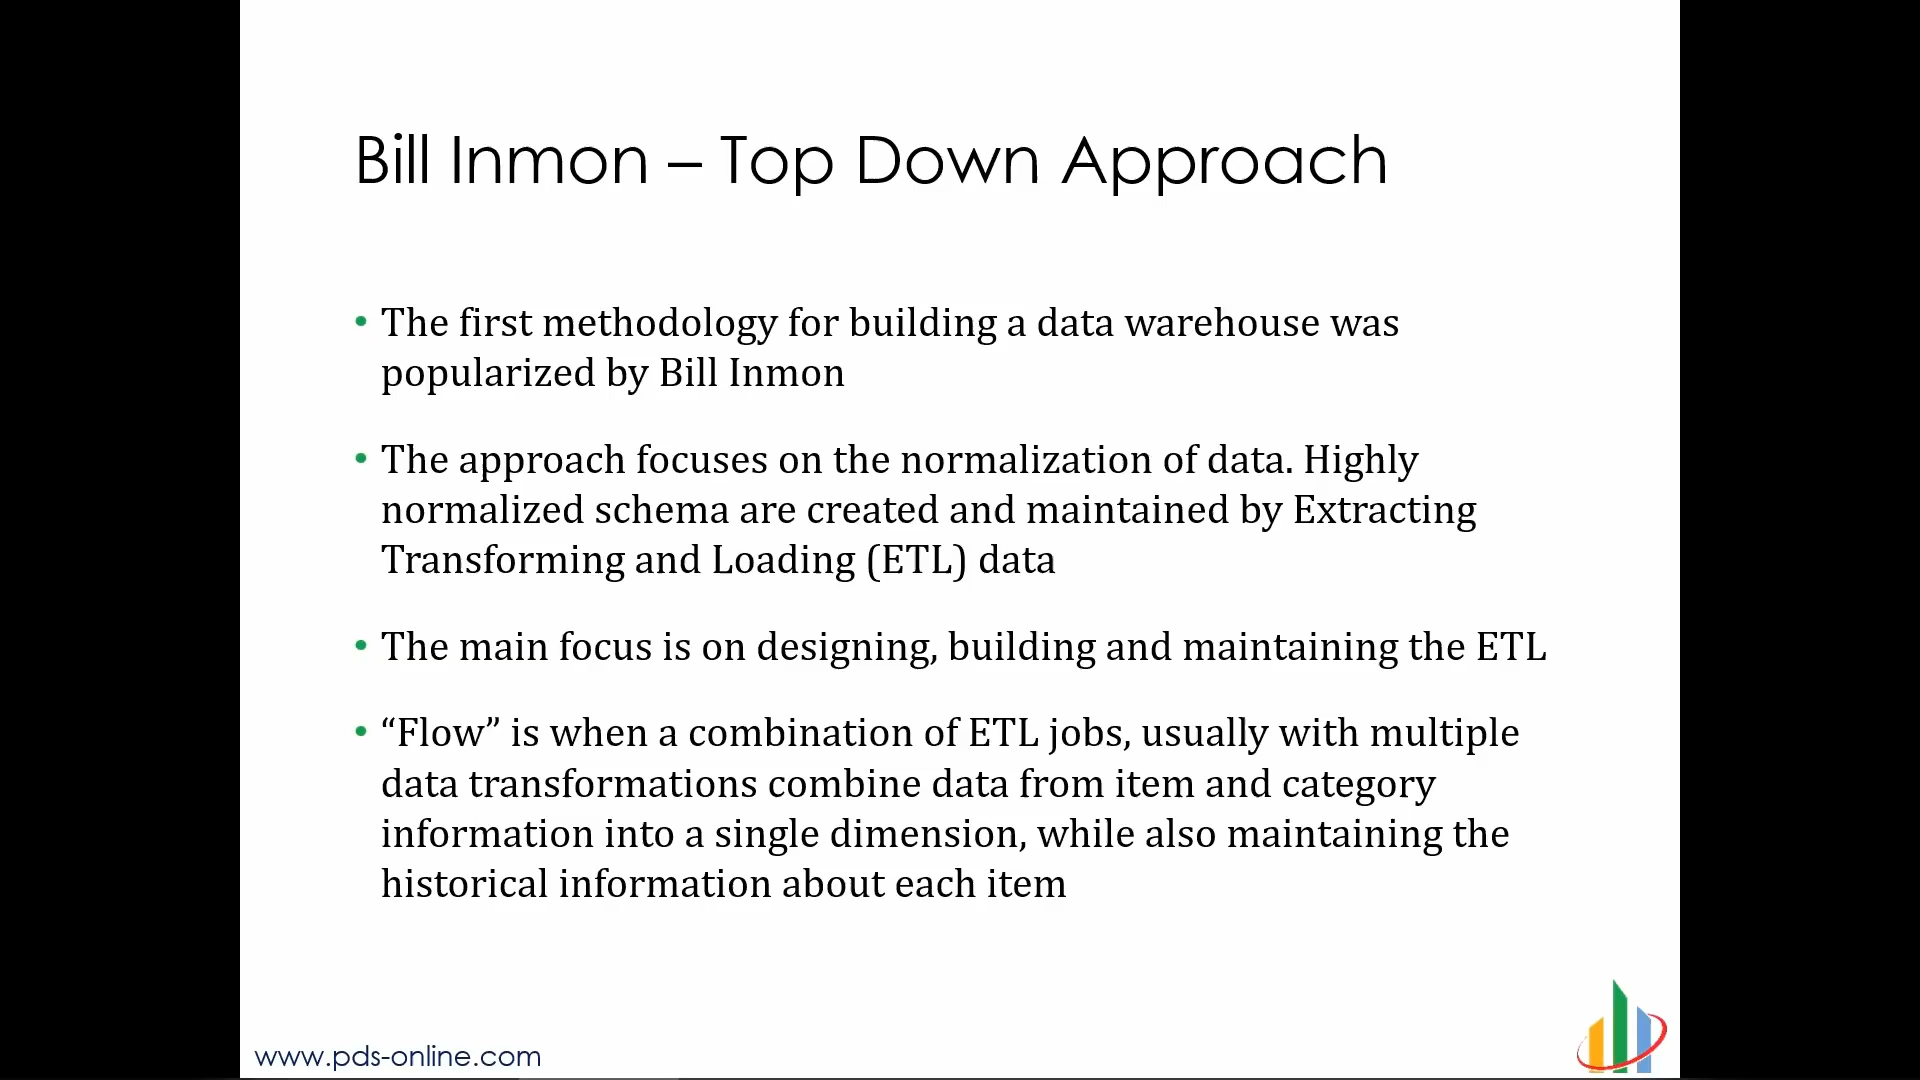 Bill Inmon – Top Down Approach
• The first methodology for building a data warehouse was
popularized by Bill Inmon
• The approach focuses on the normalization of data. Highly
normalized schema are created and maintained by Extracting
Transforming and Loading (ETL) data
• The main focus is on designing, building and maintaining the ETL
• “Flow” is when a combination of ETL jobs, usually with multiple
data transformations combine data from item and category
information into a single dimension, while also maintaining the
historical information about each item
www.pds-online.com